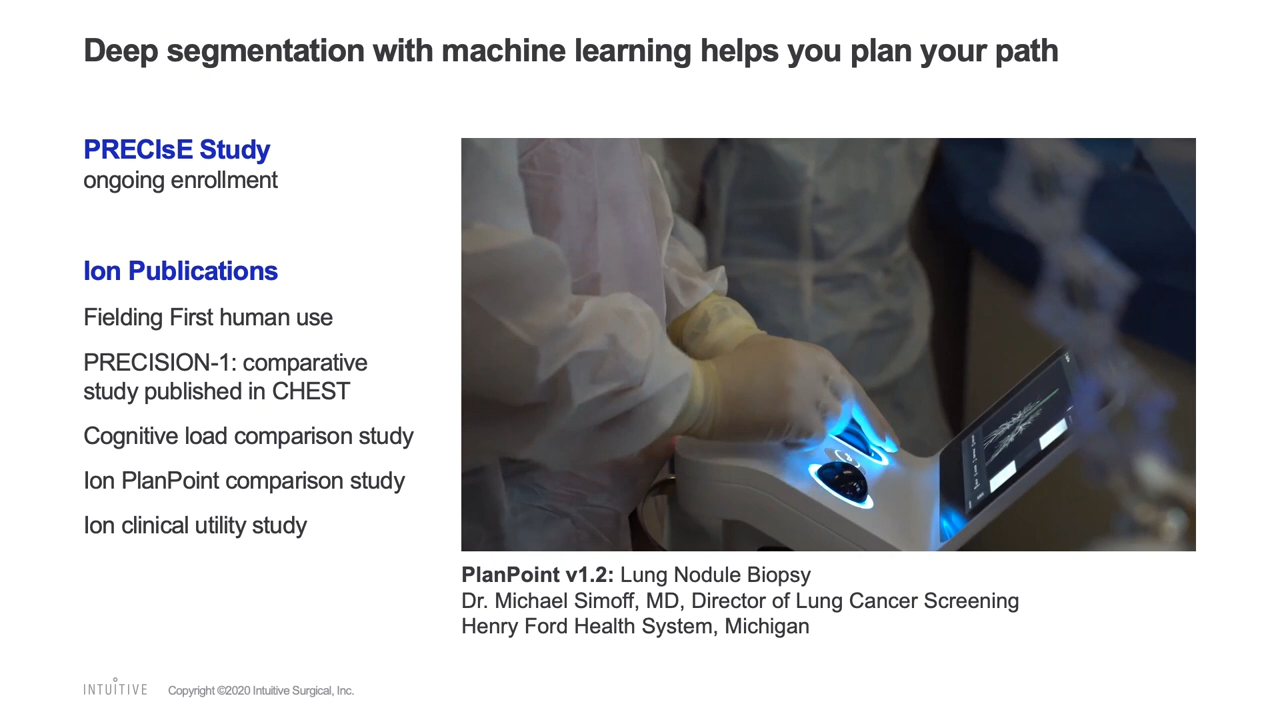 Deep segmentation with machine learning helps you plan your path
PRECIsE Study
ongoing enrollment
Ion Publications
Fielding First human use
PRECISION-1: comparative
study published in CHEST
Cognitive load comparison study
Ion PlanPoint comparison study
Ion clinical utility study
PlanPoint v1.2: Lung Nodule Biopsy
Dr. Michael Simoff, MD, Director of Lung Cancer Screening
Henry Ford Health System, Michigan
INTUITIVE
Copyright ©2020 Intuitive Surgical, Inc.